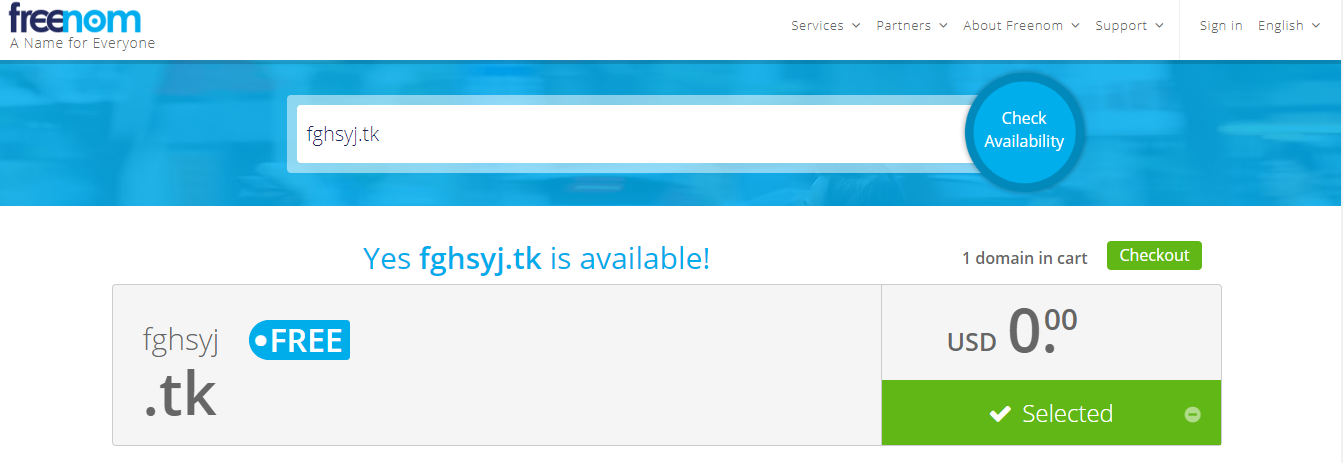 freenom
A Name for Everyone
Services Partners About Freenom Support Sign in English
fghsyj.tk
Check
Availability
Yes fghsyj.tk is available!
1 domain in cart Checkout
fghsyj FREE
.tk
USD 0.00
Selected